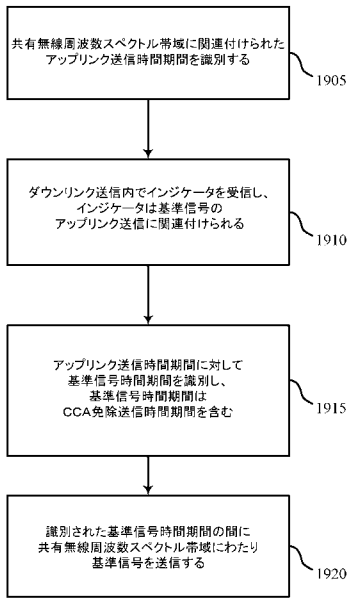 共有無線周波数スペクトル帯域に関連付けられた
アップリンク送信時間期間を識別する
1905
ダウンリンク送信内でインジケータを受信し、
インジケータは基準信号の
アップリンク送信に関連付けられる
1910
アップリンク送信時間期間に対して
基準信号時間期間を識別し、
基準信号時間期間は
CCA免除送信時間期間を含む
1915
識別された基準信号時間期間の間に
共有無線周波数スペクトル帯域にわたり
基準信号を送信する
1920